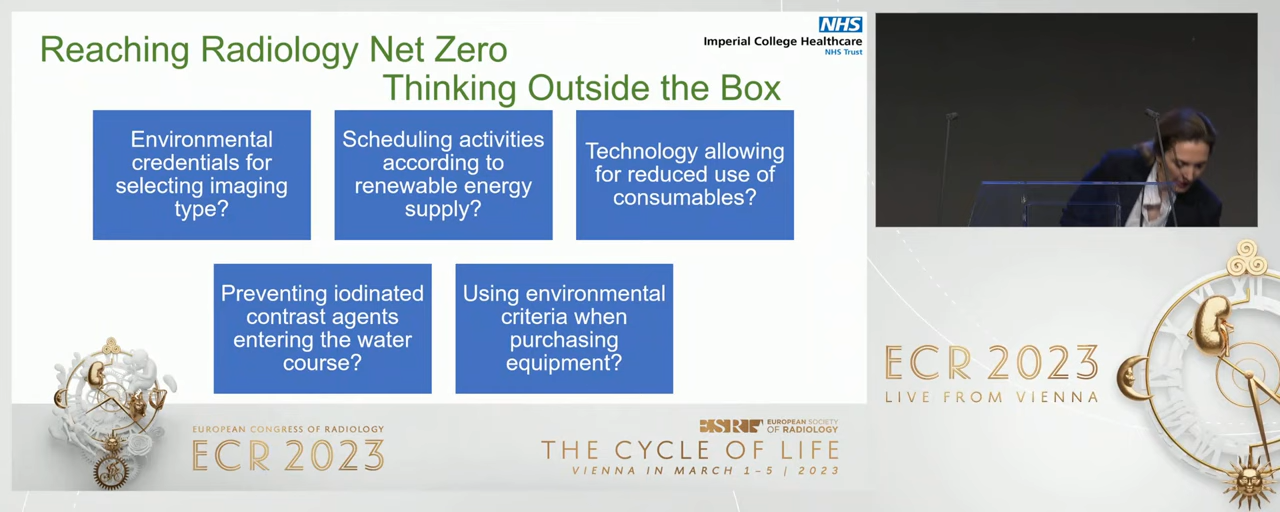 Reaching Radiology Net Zero
Thinking Outside the Box
NHS
Imperial College Healthcare
NHS Trust
Environmental
credentials for
selecting imaging
type?
Scheduling activities
according to
renewable energy
supply?
Technology allowing
for reduced use of
consumables?
Preventing iodinated
contrast agents
entering the water
course?
Using environmental
criteria when
purchasing
equipment?
EUROPEAN CONGRESS OF RADIOLOGY
ECR 2023
ESR EUROPEAN SOCIETY
OF RADIOLOGY
THE CYCLE OF LIFE
VIENNA IN MARCH 1–5 | 2023
ECR 2023
LIVE FROM VIENNA